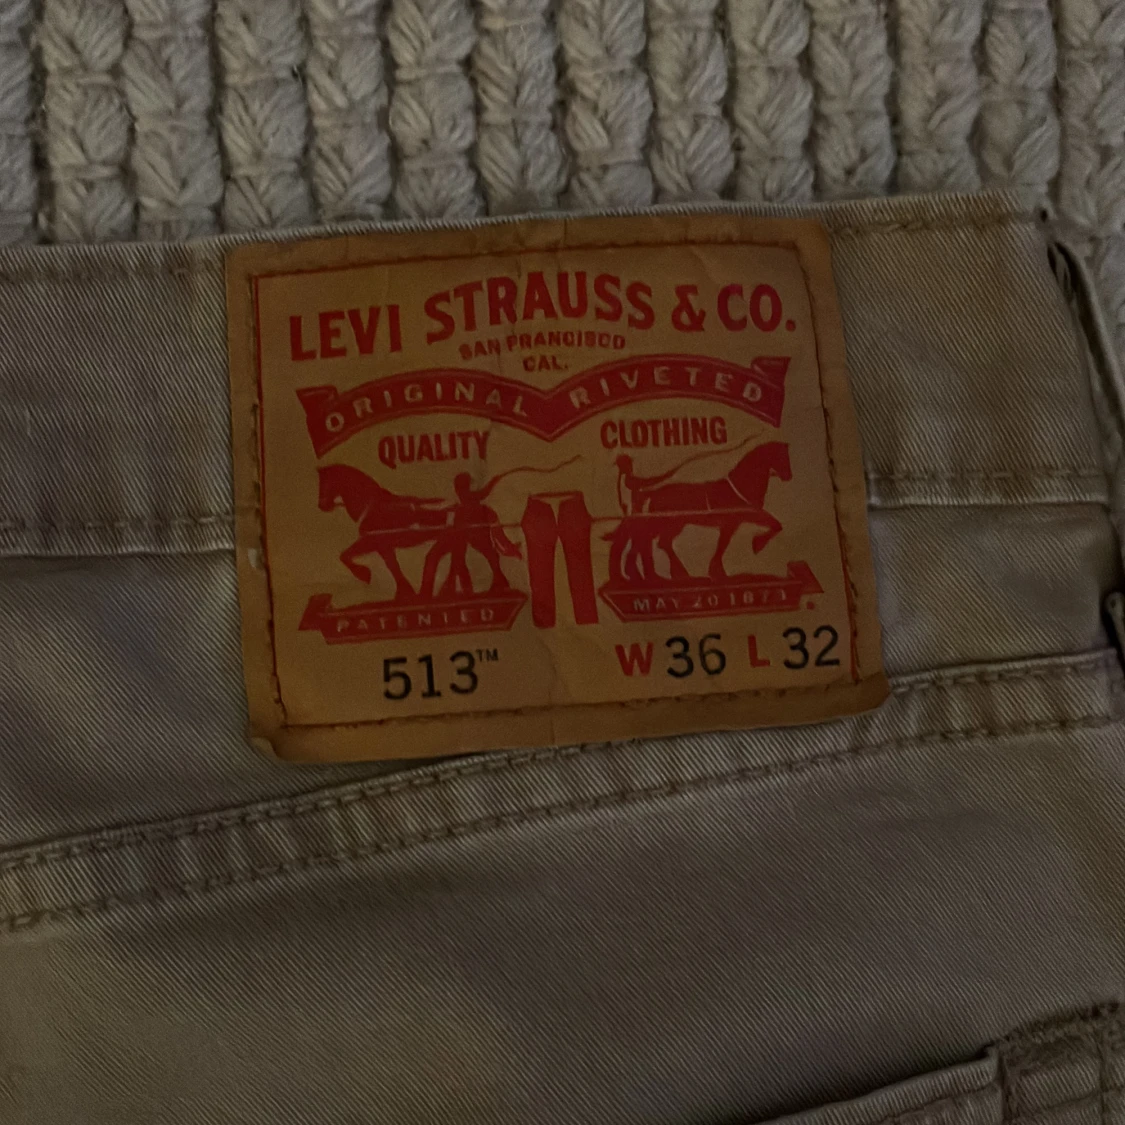 LEVI STRAUSS & CO.
SAN FRANCISCO
CAL.
ORIGINAL RIVETED
QUALITY CLOTHING
PATENTED MAY 20 1873
513™ W 36 L 32